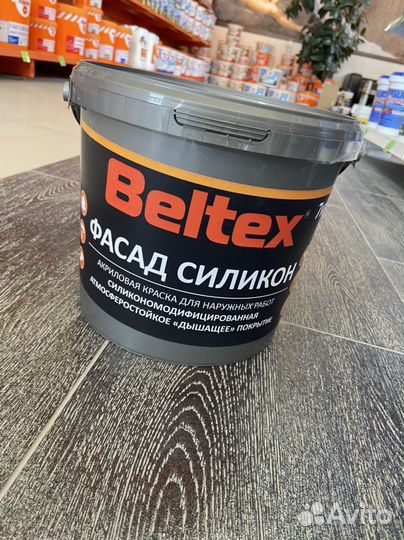 Beltex®
ФАСАД СИЛИКОН
АКРИЛОВАЯ КРАСКА ДЛЯ НАРУЖНЫХ РАБОТ
СИЛИКОНОМОДИФИЦИРОВАННАЯ
АТМОСФЕРОСТОЙКОЕ «ДЫШАЩЕЕ» ПОКРЫТИЕ
Avito